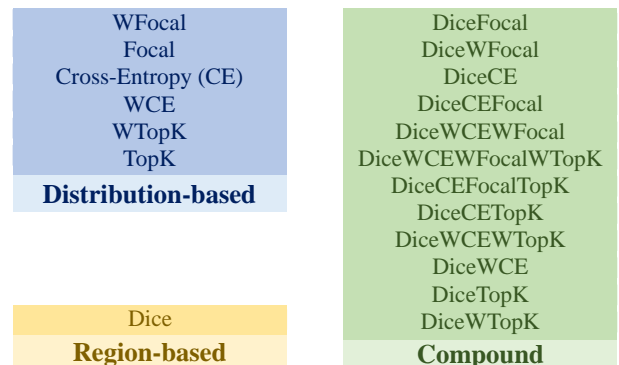 WFocal
Focal
Cross-Entropy (CE)
WCE
WTopK
TopK
Distribution-based
Dice
Region-based
DiceFocal
DiceWFocal
DiceCE
DiceCEFocal
DiceWCEWFocal
DiceWCEWFocalWTopK
DiceCEFocalTopK
DiceCETopK
DiceWCEWTopK
DiceWCE
DiceTopK
DiceWTopK
Compound